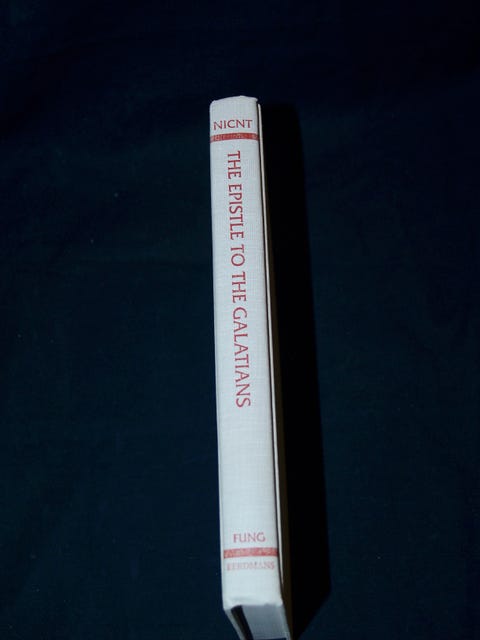 NICNT
THE EPISTLE TO THE GALATIANS
FUNG
EERDMANS